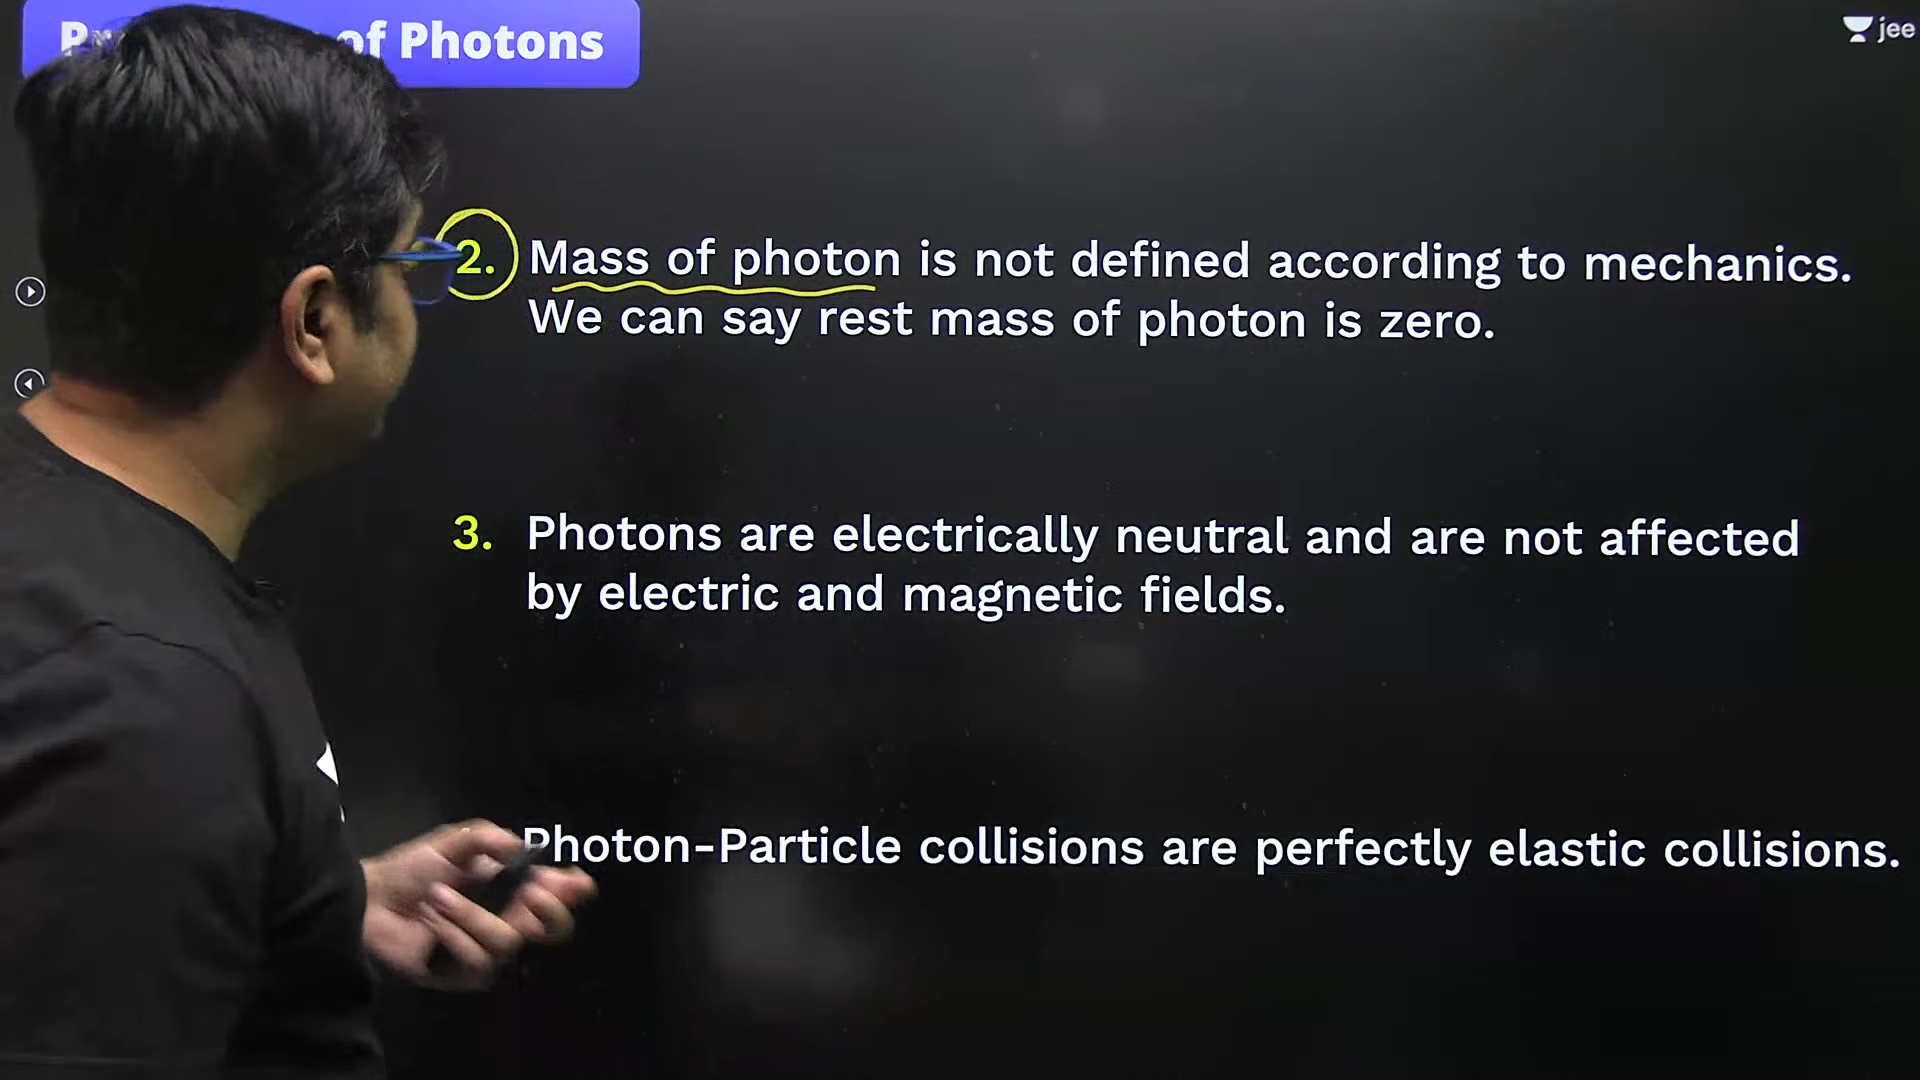 of Photons
jee
2. Mass of photon is not defined according to mechanics.
We can say rest mass of photon is zero.
3. Photons are electrically neutral and are not affected
by electric and magnetic fields.
Photon-Particle collisions are perfectly elastic collisions.